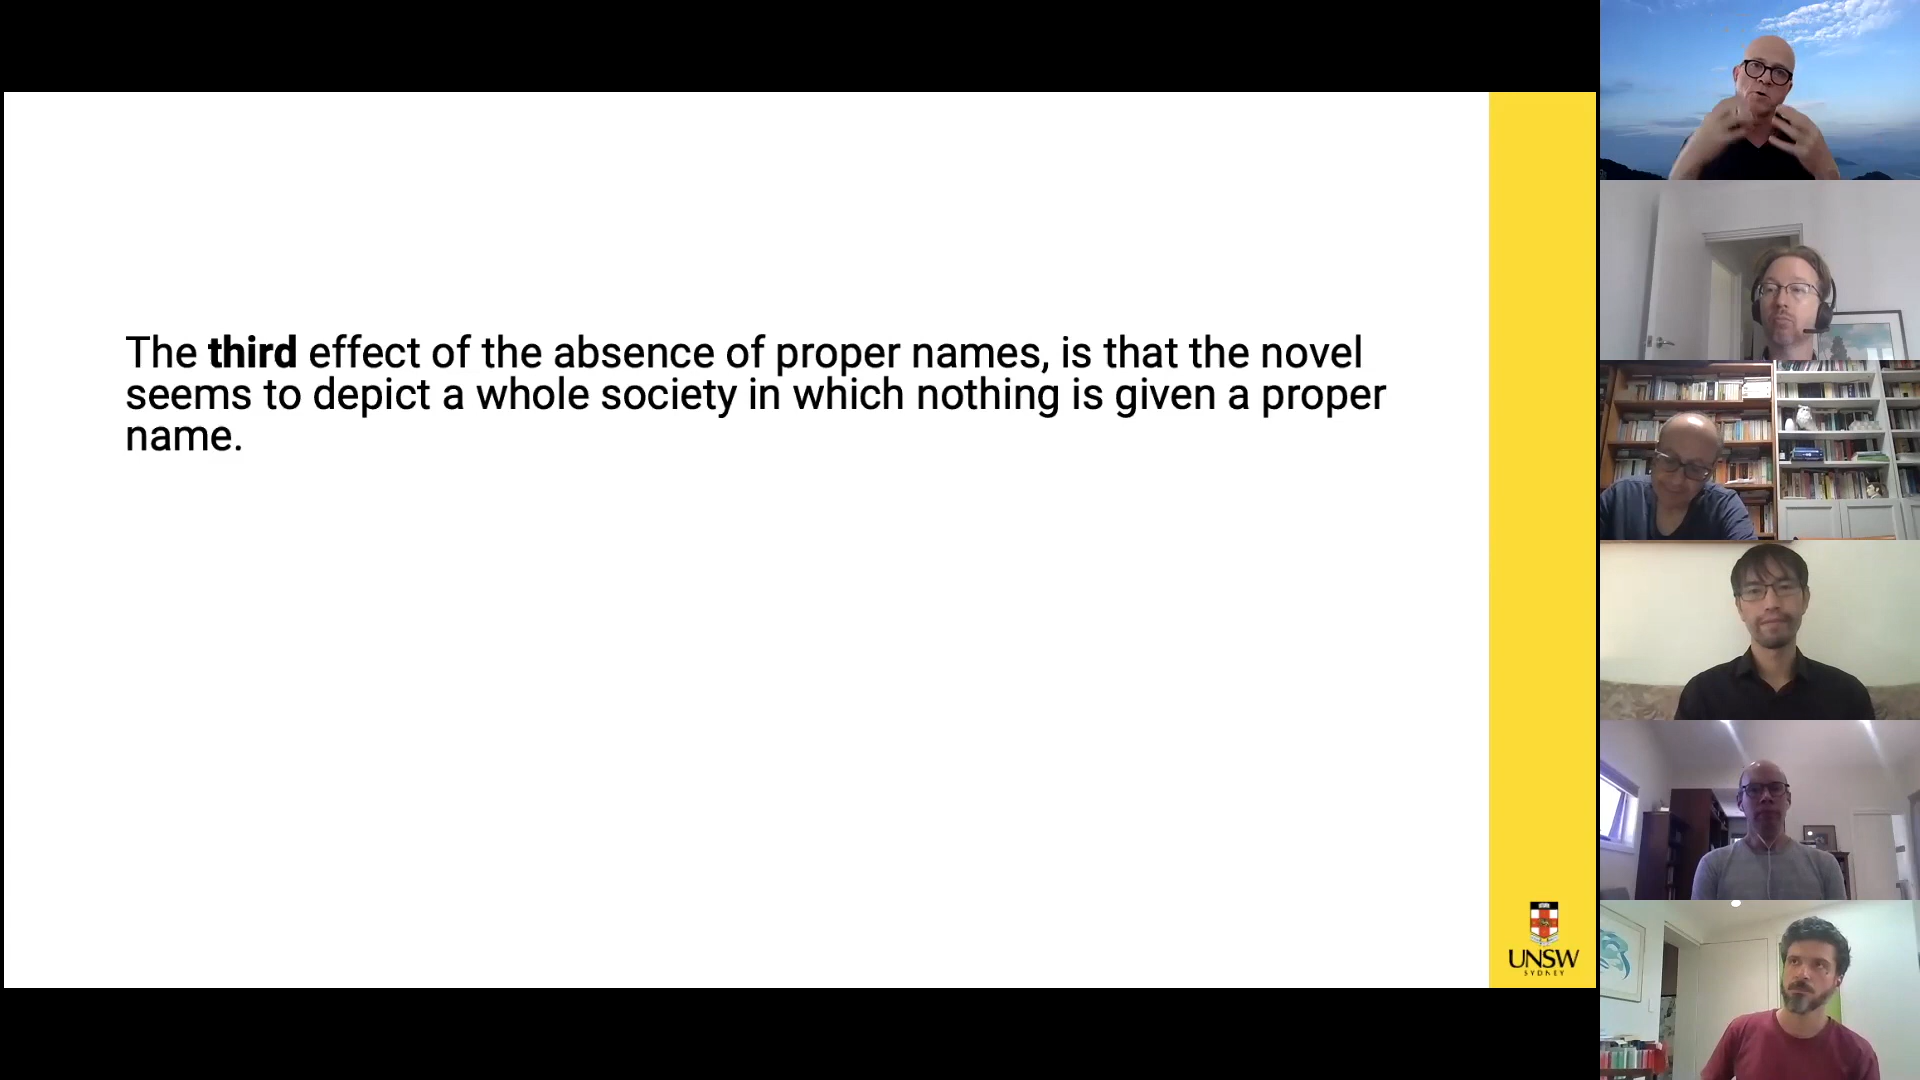 The third effect of the absence of proper names, is that the novel
seems to depict a whole society in which nothing is given a proper
name.
UNSW
SYDNEY